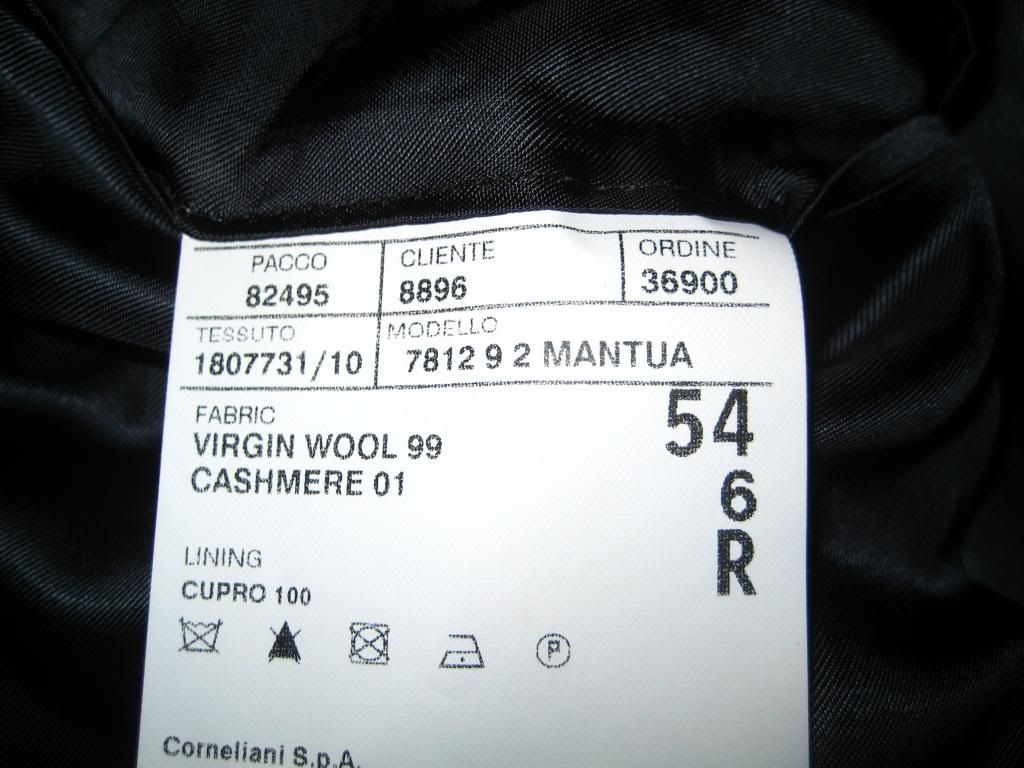 PACCO CLIENTE ORDINE
82495 8896 36900
TESSUTO MODELLO
1807731/10 7812 9 2 MANTUA
FABRIC
VIRGIN WOOL 99
CASHMERE 01
54
6
R
LINING
CUPRO 100
P
Corneliani S.p.A.